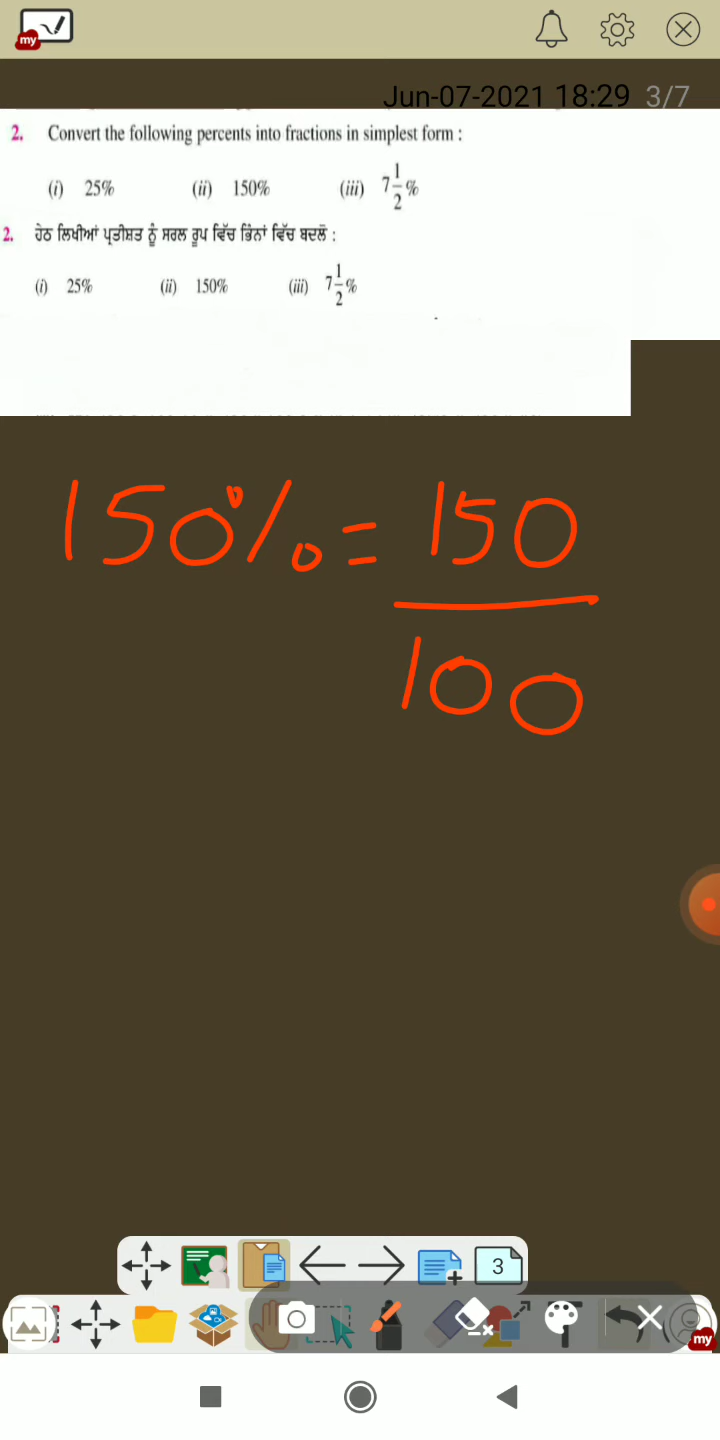 my
Jun-07-2021 18:29 3/7
2. Convert the following percents into fractions in simplest form :
(i) 25% (ii) 150% (iii) 7 1/2 %
2. ਹੇਠ ਲਿਖੀਆਂ ਪ੍ਰਤੀਸ਼ਤ ਨੂੰ ਸਰਲ ਰੂਪ ਵਿੱਚ ਭਿੰਨਾਂ ਵਿੱਚ ਬਦਲੋ :
(i) 25% (ii) 150% (iii) 7 1/2 %
150% = 150
100
3
my